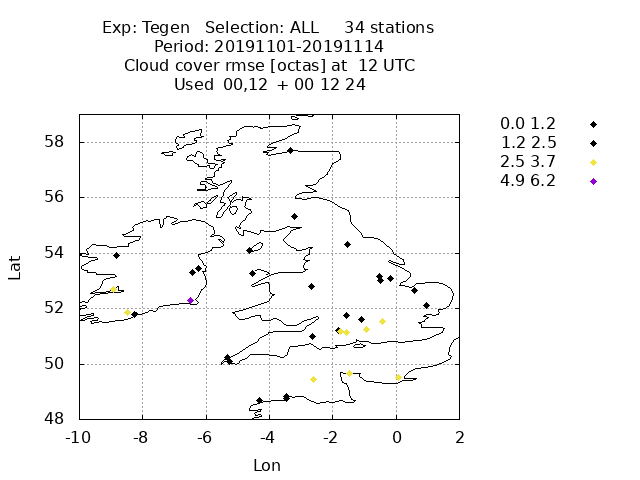 Exp: Tegen Selection: ALL 34 stations
Period: 20191101-20191114
Cloud cover rmse [octas] at 12 UTC
Used 00,12 + 00 12 24
0.0 1.2
1.2 2.5
2.5 3.7
4.9 6.2
58
56
54
52
50
48
Lat
-10 -8 -6 -4 -2 0 2
Lon